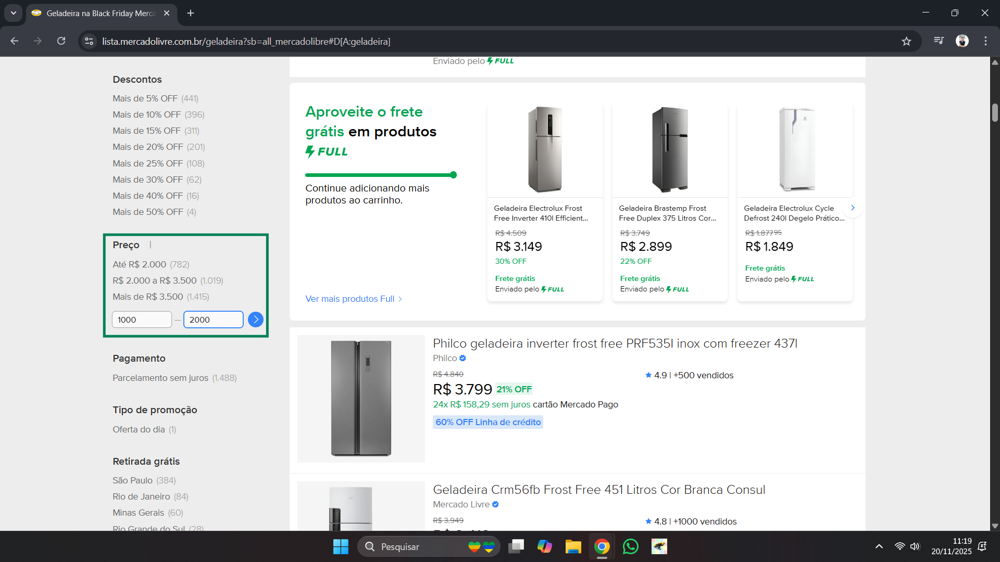 Geladeira na Black Friday Merca
lista.mercadolivre.com.br/geladeira?sb=all_mercadolibre#D[A:geladeira]
Descontos
Mais de 5% OFF (441)
Mais de 10% OFF (396)
Mais de 15% OFF (311)
Mais de 20% OFF (201)
Mais de 25% OFF (108)
Mais de 30% OFF (62)
Mais de 40% OFF (16)
Mais de 50% OFF (4)
Preço
Até R$ 2.000 (782)
R$ 2.000 a R$ 3.500 (1.019)
Mais de R$ 3.500 (1.415)
1000 — 2000
Pagamento
Parcelamento sem juros (1.488)
Tipo de promoção
Oferta do dia (1)
Retirada grátis
São Paulo (384)
Rio de Janeiro (84)
Minas Gerais (60)
Rio Grande do Sul (28)
Enviado pelo FULL
Aproveite o frete
grátis em produtos
FULL
Continue adicionando mais
produtos ao carrinho.
Ver mais produtos Full
Geladeira Electrolux Frost
Free Inverter 410l Efficient...
R$ 4.509
R$ 3.149
30% OFF
Frete grátis
Enviado pelo FULL
Geladeira Brastemp Frost
Free Duplex 375 Litros Cor...
R$ 3.749
R$ 2.899
22% OFF
Frete grátis
Enviado pelo FULL
Geladeira Electrolux Cycle
Defrost 240l Degelo Prático...
R$ 1.877 95
R$ 1.849
Frete grátis
Enviado pelo FULL
Philco geladeira inverter frost free PRF535I inox com freezer 437l
Philco
R$ 4.840
R$ 3.799 21% OFF
24x R$ 158,29 sem juros cartão Mercado Pago
60% OFF Linha de crédito
4.9 | +500 vendidos
Geladeira Crm56fb Frost Free 451 Litros Cor Branca Consul
Mercado Livre
R$ 3.949
4.8 | +1000 vendidos
Pesquisar
11:19
20/11/2025